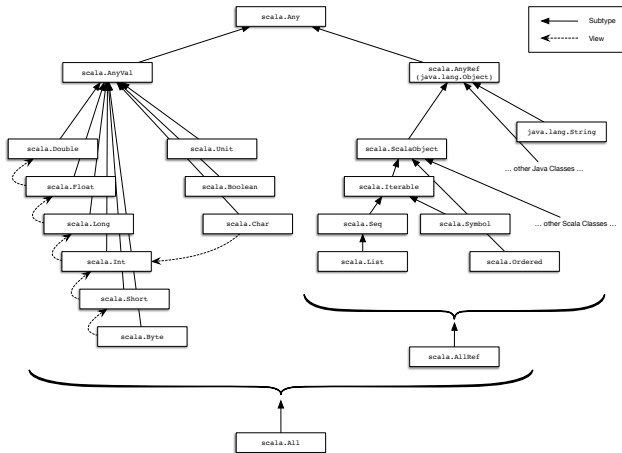 scala.Any
Subtype
View
scala.AnyVal
scala.AnyRef
(java.lang.Object)
java.lang.String
scala.Double
scala.Unit
scala.ScalaObject
... other Java Classes ...
scala.Float
scala.Boolean
scala.Iterable
scala.Long
scala.Char
scala.Seq
scala.Symbol
... other Scala Classes ...
scala.Int
scala.List
scala.Ordered
scala.Short
scala.Byte
scala.AllRef
scala.All